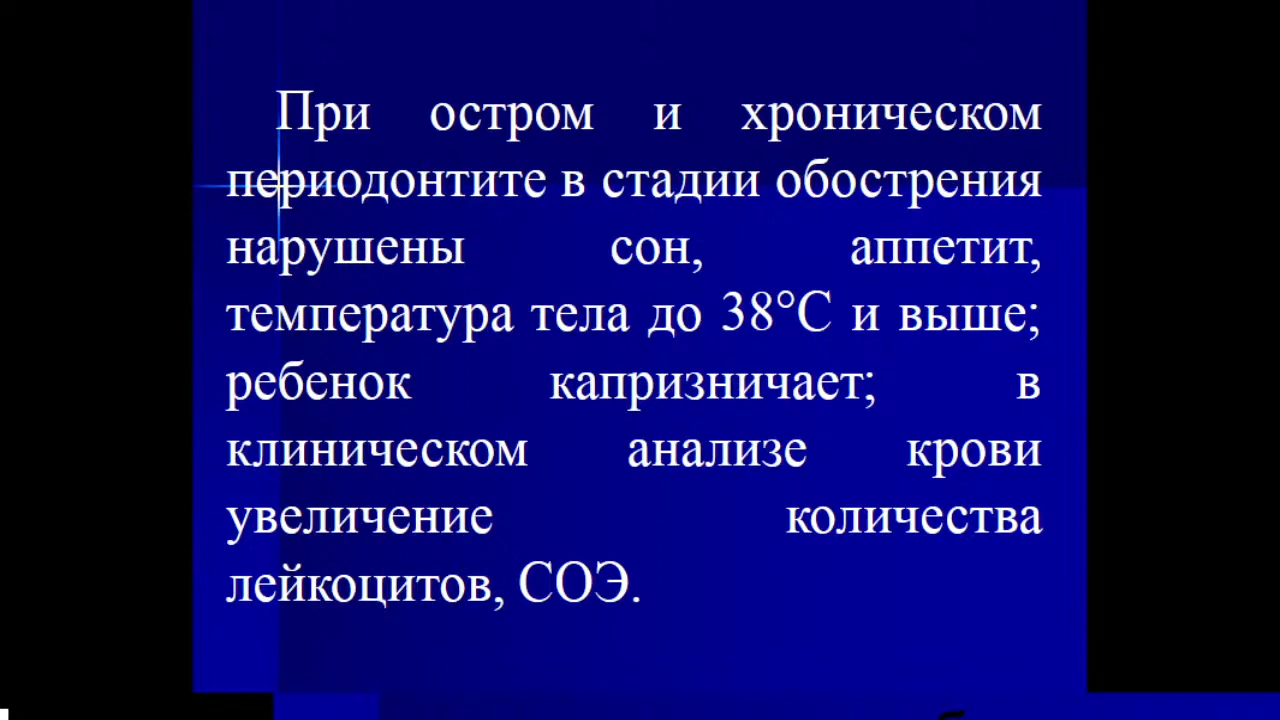 При остром и хроническом
периодонтите в стадии обострения
нарушены сон, аппетит,
температура тела до 38°С и выше;
ребенок капризничает; в
клиническом анализе крови
увеличение количества
лейкоцитов, СОЭ.